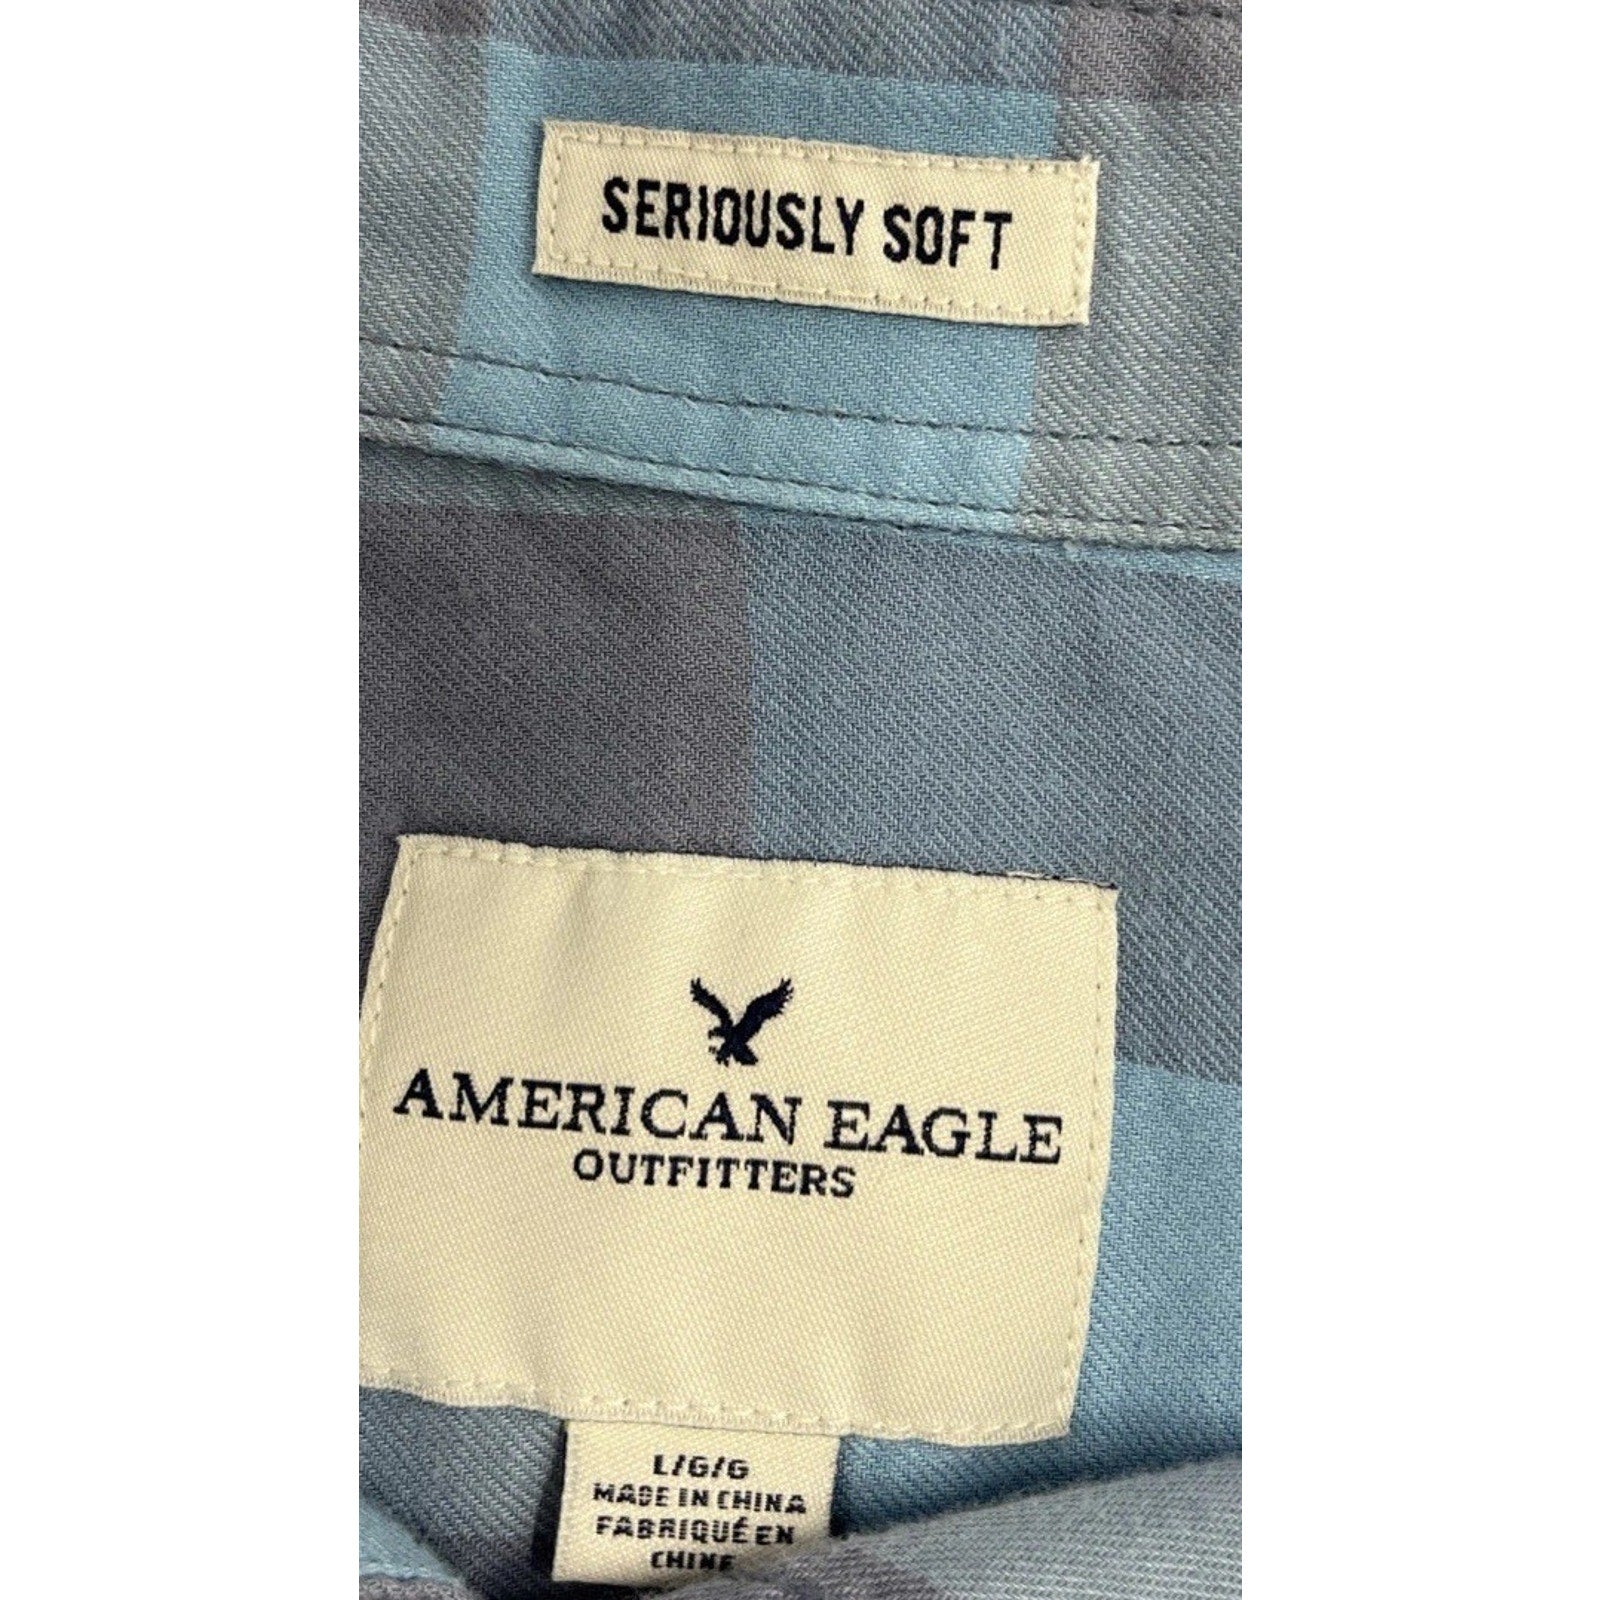 SERIOUSLY SOFT
AMERICAN EAGLE
OUTFITTERS
L/G/G
MADE IN CHINA
FABRIQUÉ EN
CHINE